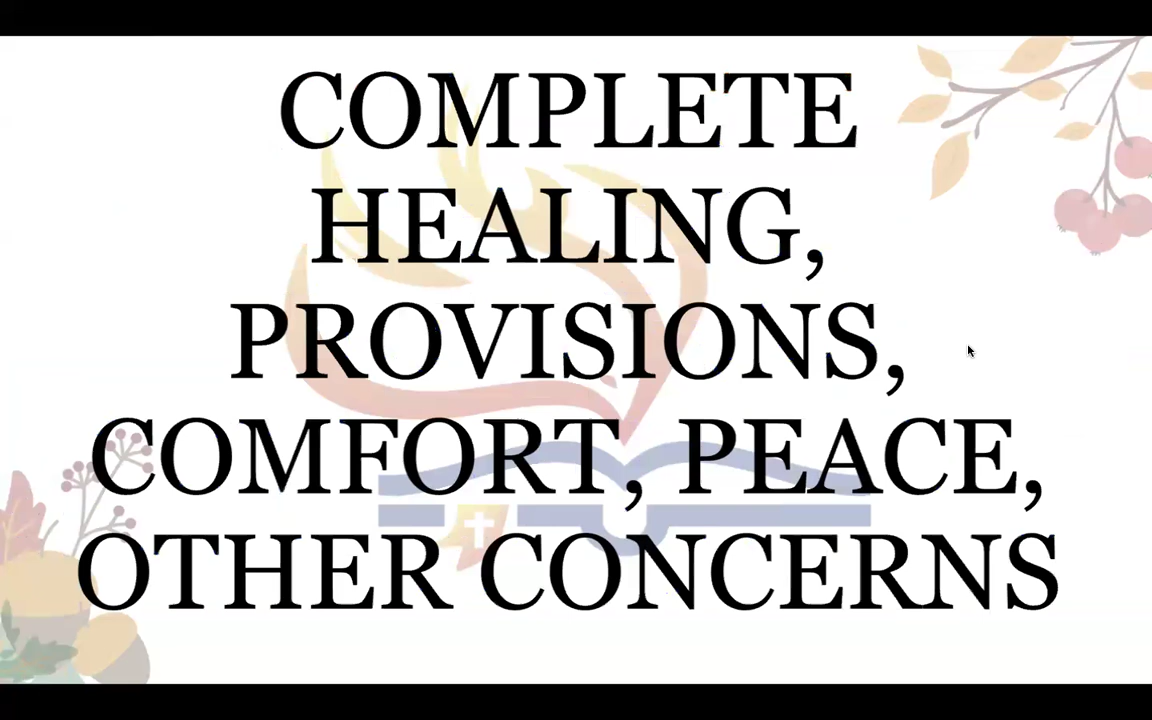 COMPLETE
HEALING,
PROVISIONS,
COMFORT, PEACE,
OTHER CONCERNS